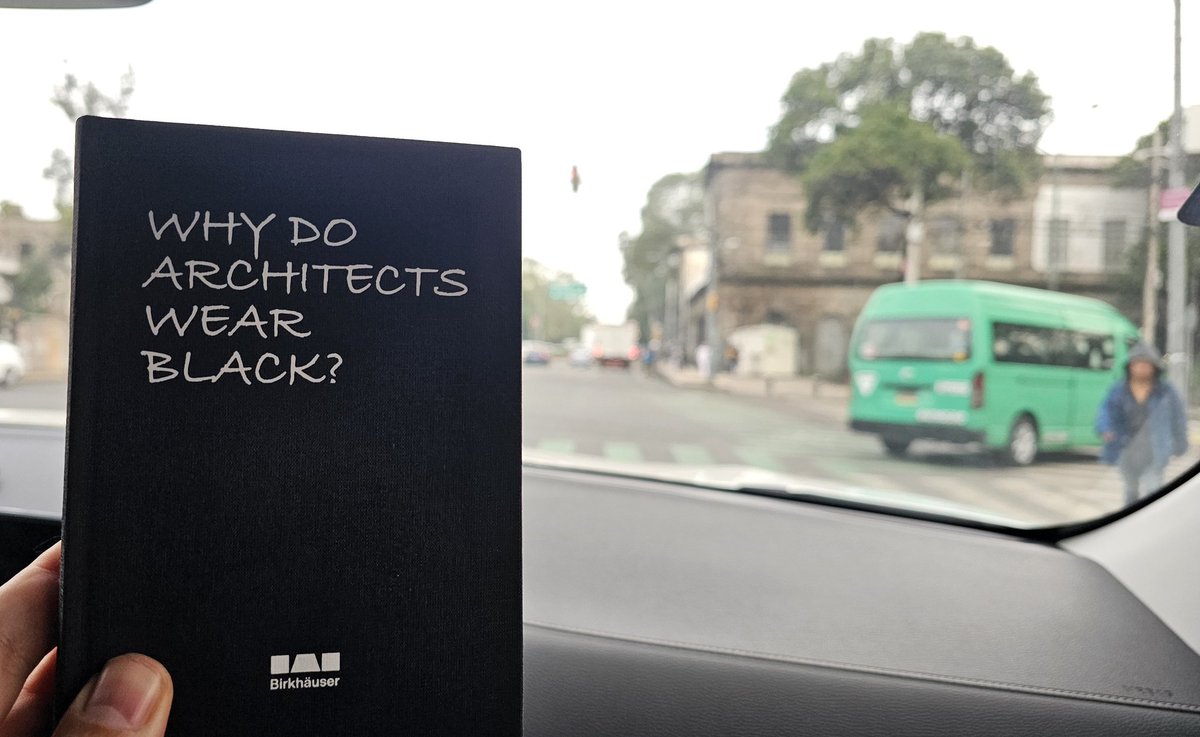 WHY DO
ARCHITECTS
WEAR
BLACK?
Birkhäuser